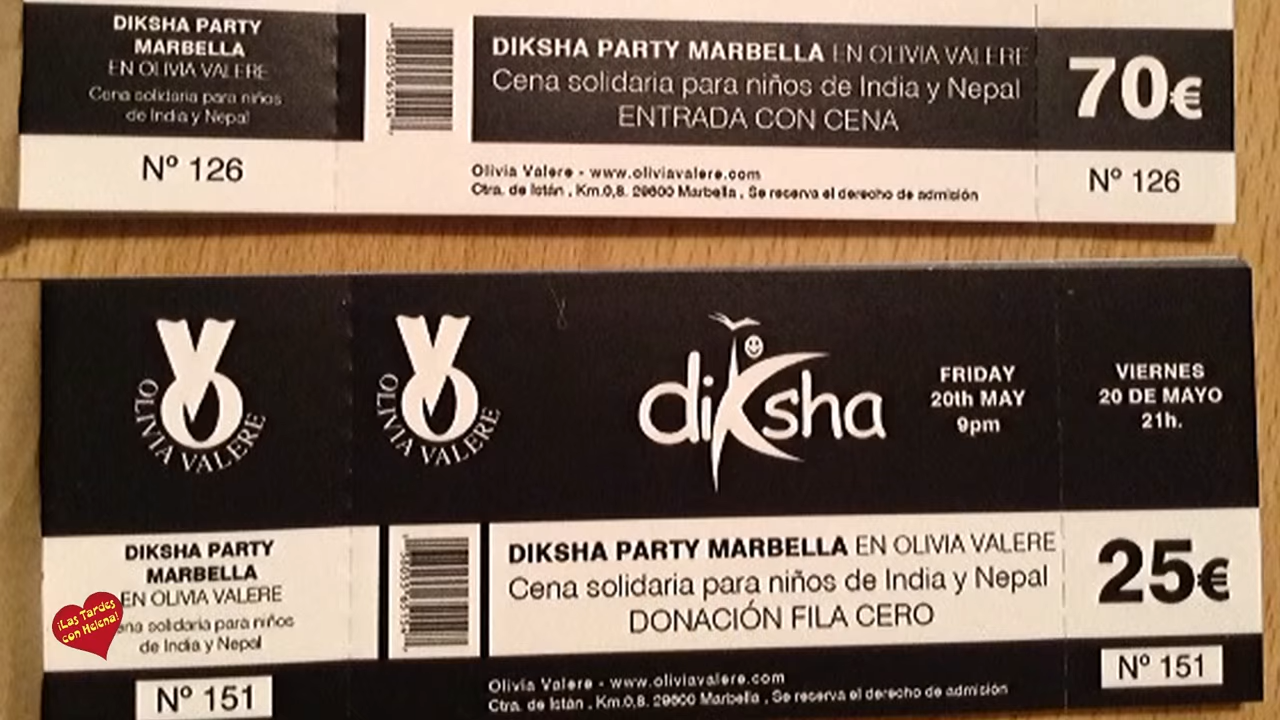 DIKSHA PARTY
MARBELLA
EN OLIVIA VALERE
Cena solidaria para niños
de India y Nepal
Nº 126
DIKSHA PARTY MARBELLA EN OLIVIA VALERE
Cena solidaria para niños de India y Nepal
ENTRADA CON CENA
Olivia Valere - www.oliviavalere.com
Ctra. de Istán , Km.0,8. 29600 Marbella . Se reserva el derecho de admisión
70€
Nº 126
OLIVIA VALERE
OLIVIA VALERE
diksha
FRIDAY
20th MAY
9pm
VIERNES
20 DE MAYO
21h.
DIKSHA PARTY
MARBELLA
EN OLIVIA VALERE
ena solidaria para niños
de India y Nepal
Nº 151
¡Las Tardes
con Helena!
DIKSHA PARTY MARBELLA EN OLIVIA VALERE
Cena solidaria para niños de India y Nepal
DONACIÓN FILA CERO
Olivia Valere - www.oliviavalere.com
Ctra. de Istán , Km.0,8. 29600 Marbella . Se reserva el derecho de admisión
25€
Nº 151